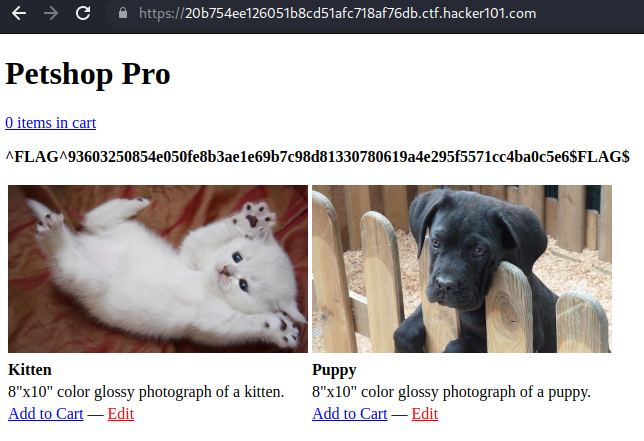 https://20b754ee126051b8cd51afc718af76db.ctf.hacker101.com
Petshop Pro
0 items in cart
^FLAG^93603250854e050fe8b3ae1e69b7c98d81330780619a4e295f5571cc4ba0c5e6$FLAG$
Kitten
8"x10" color glossy photograph of a kitten.
Add to Cart — Edit
Puppy
8"x10" color glossy photograph of a puppy.
Add to Cart — Edit